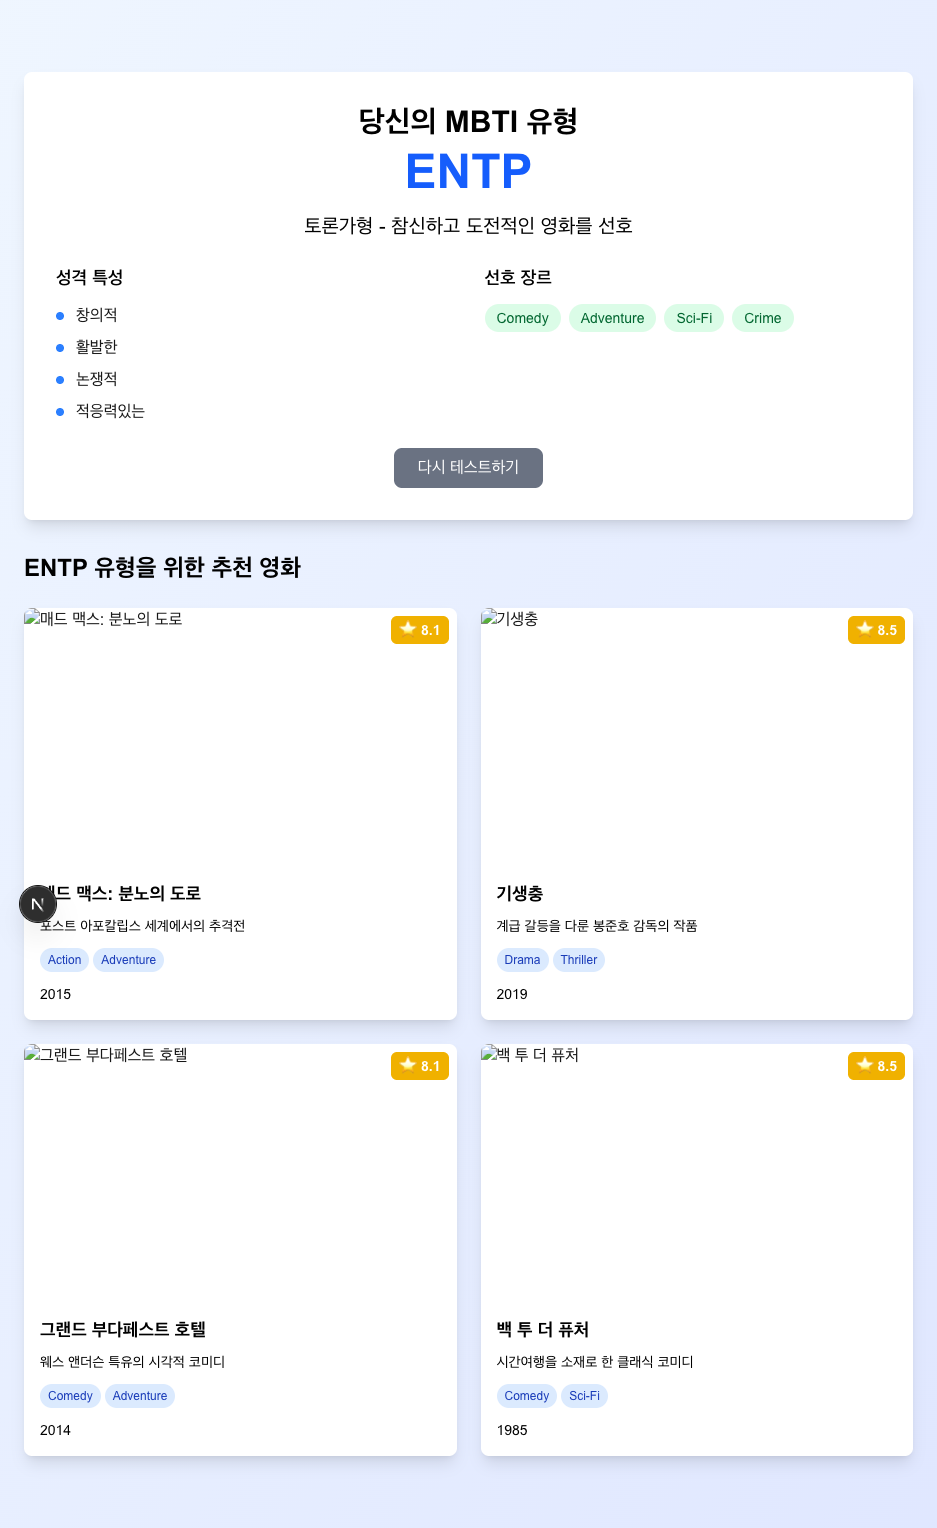 당신의 MBTI 유형
ENTP
토론가형 - 참신하고 도전적인 영화를 선호
성격 특성
창의적
활발한
논쟁적
적응력있는
선호 장르
Comedy Adventure Sci-Fi Crime
다시 테스트하기
ENTP 유형을 위한 추천 영화
매드 맥스: 분노의 도로
⭐ 8.1
매드 맥스: 분노의 도로
포스트 아포칼립스 세계에서의 추격전
Action Adventure
2015
기생충
⭐ 8.5
기생충
계급 갈등을 다룬 봉준호 감독의 작품
Drama Thriller
2019
N
그랜드 부다페스트 호텔
⭐ 8.1
그랜드 부다페스트 호텔
웨스 앤더슨 특유의 시각적 코미디
Comedy Adventure
2014
백 투 더 퓨처
⭐ 8.5
백 투 더 퓨처
시간여행을 소재로 한 클래식 코미디
Comedy Sci-Fi
1985